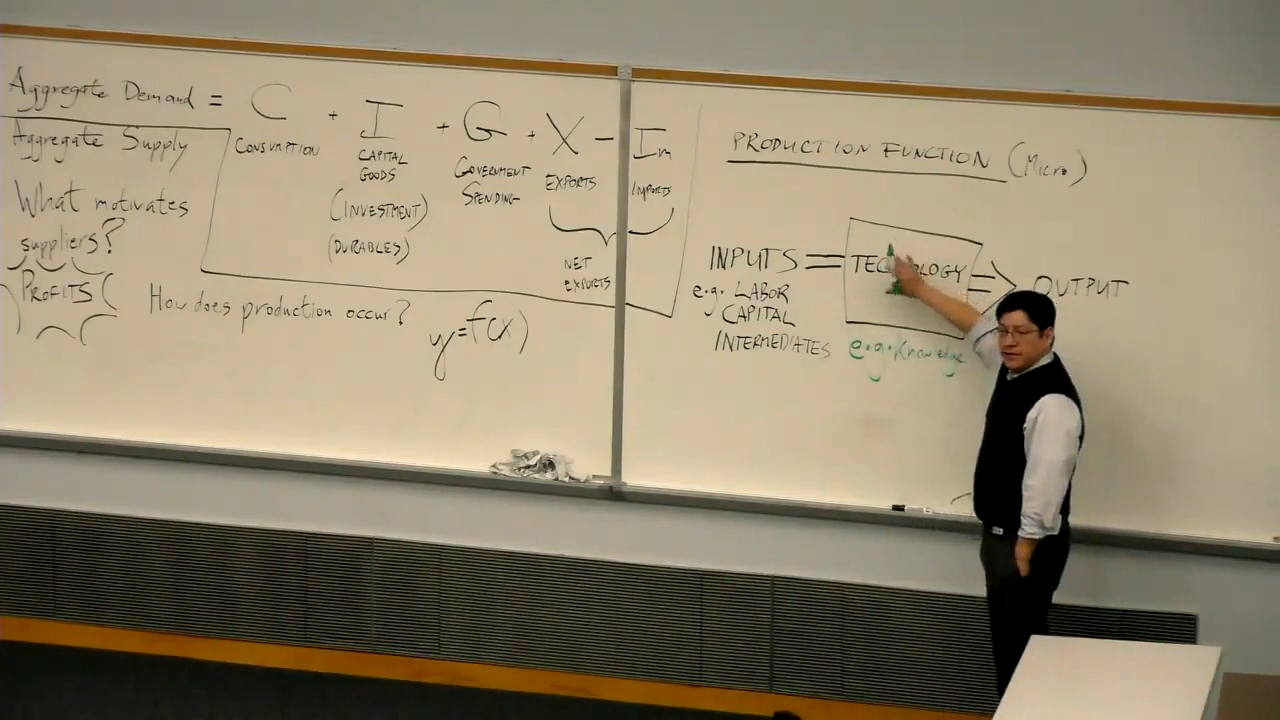 Aggregate Demand = C + I + G + X - Im
CONSUMPTION
CAPITAL
GOODS
(INVESTMENT)
(DURABLES)
GOVERNMENT
SPENDING
EXPORTS
IMPORTS
NET
EXPORTS
Aggregate Supply
What motivates
suppliers?
PROFITS
How does production occur?
y=f(x)
PRODUCTION FUNCTION (Micro)
INPUTS = TECHNOLOGY => OUTPUT
e.g. LABOR
CAPITAL
INTERMEDIATES
e.g. Knowledge